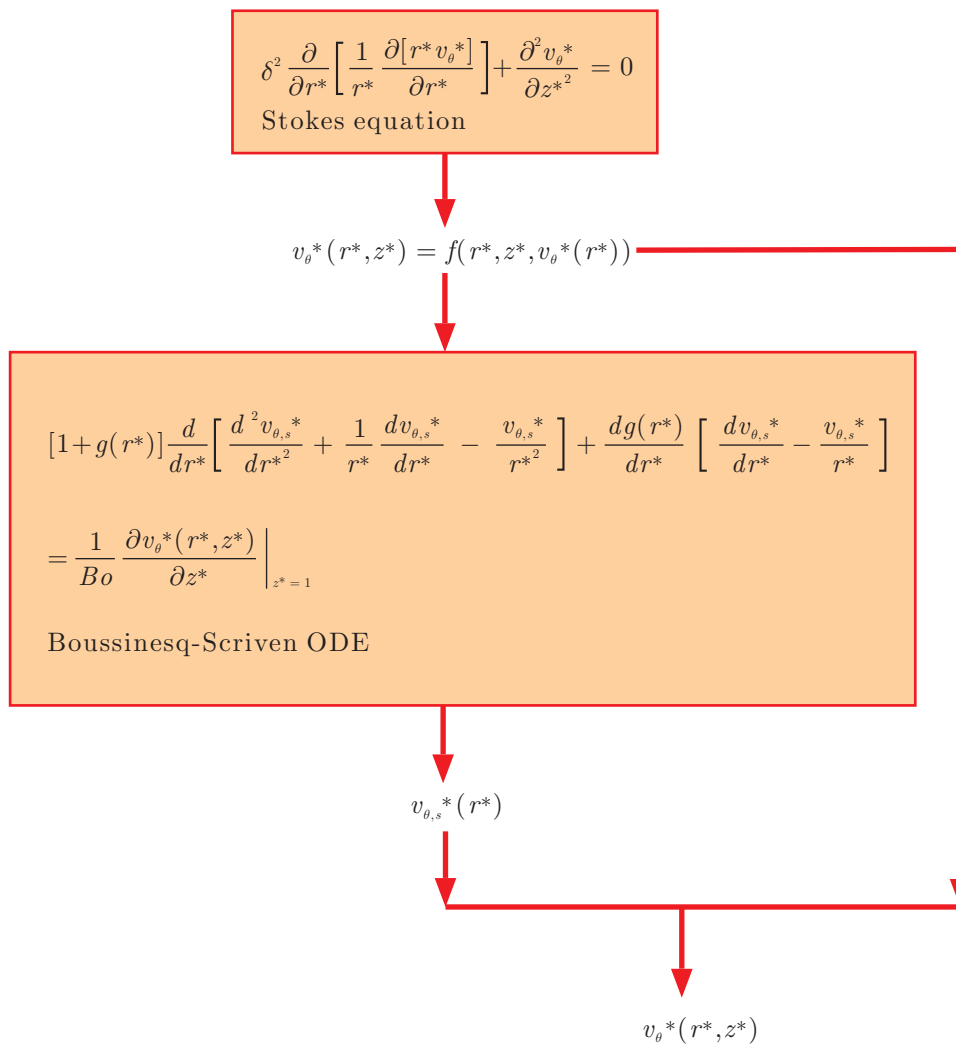 δ² ∂/∂r* [ 1/r* ∂[r*v_θ*]/∂r* ] + ∂²v_θ*/∂z*² = 0
Stokes equation
v_θ*(r*,z*) = f(r*,z*,v_θ*(r*))
[1+g(r*)] d/dr* [ d²v_θ,s*/dr*² + 1/r* dv_θ,s*/dr* − v_θ,s*/r*² ] + dg(r*)/dr* [ dv_θ,s*/dr* − v_θ,s*/r* ]
= 1/Bo ∂v_θ*(r*,z*)/∂z* |_z*=1
Boussinesq-Scriven ODE
v_θ,s*(r*)
v_θ*(r*,z*)